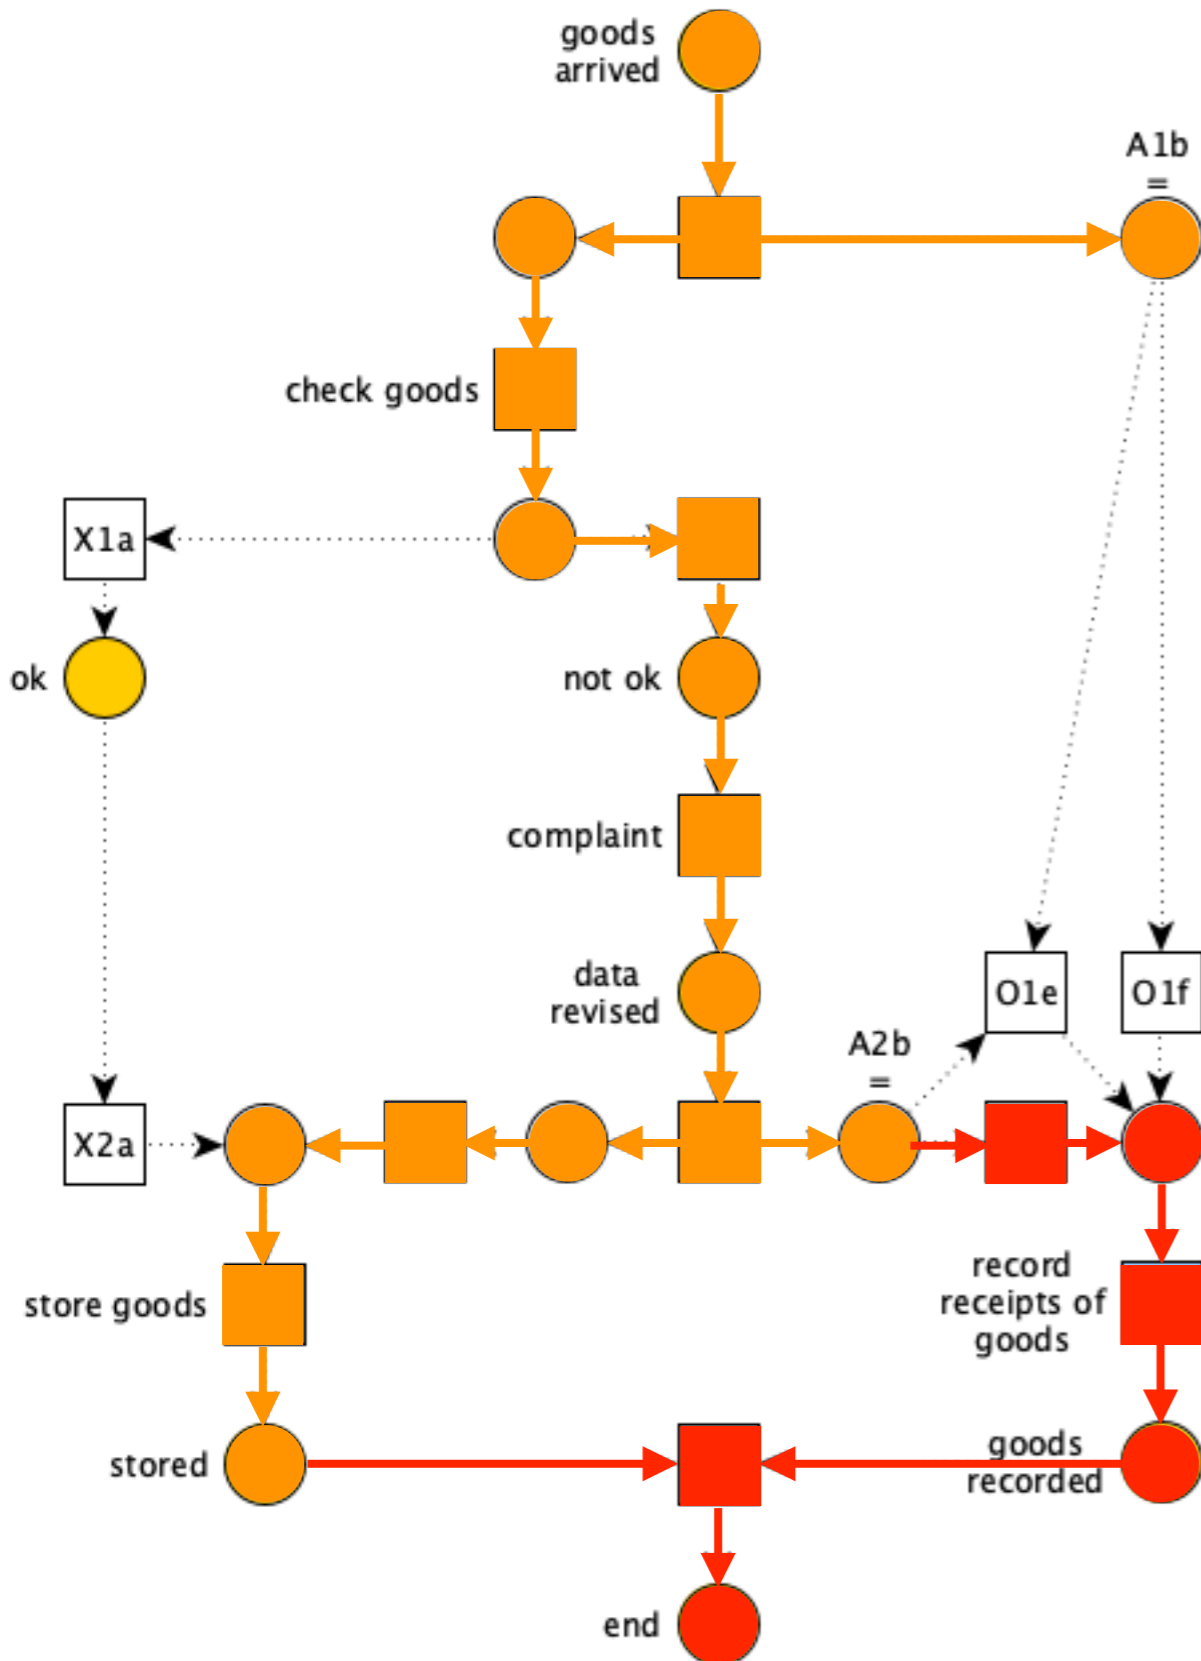 goods
arrived
A1b
=
check goods
X1a
ok
not ok
complaint
data
revised
O1e
O1f
A2b
=
X2a
store goods
record
receipts of
goods
stored
goods
recorded
end